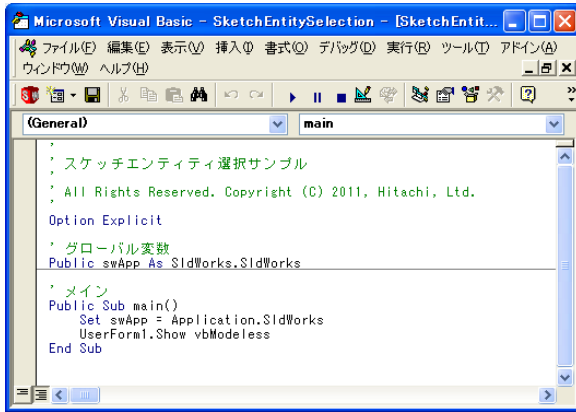 Microsoft Visual Basic - SketchEntitySelection - [SketchEntit...
ファイル(F) 編集(E) 表示(V) 挿入(I) 書式(O) デバッグ(D) 実行(R) ツール(T) アドイン(A)
ウィンドウ(W) ヘルプ(H)
(General) main
'
' スケッチエンティティ選択サンプル
'
' All Rights Reserved. Copyright (C) 2011, Hitachi, Ltd.
'
Option Explicit
' グローバル変数
Public swApp As SldWorks.SldWorks
' メイン
Public Sub main()
Set swApp = Application.SldWorks
UserForm1.Show vbModeless
End Sub